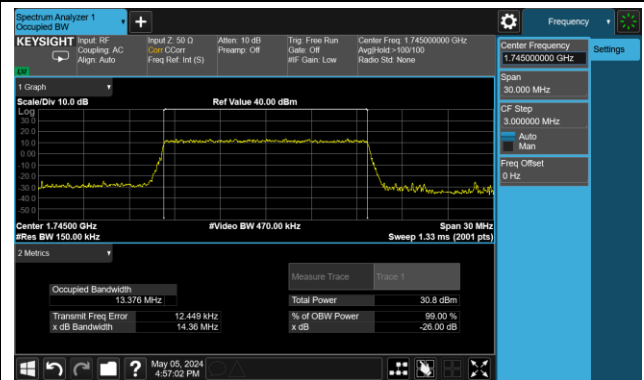 Spectrum Analyzer 1
Occupied BW
Frequency
KEYSIGHT
Input: RF
Coupling: AC
Align: Auto
Input Z: 50 Ω
Corr CCorr
Freq Ref: Int (S)
Atten: 10 dB
Preamp: Off
Trig: Free Run
Gate: Off
#IF Gain: Low
Center Freq: 1.745000000 GHz
Avg|Hold:>100/100
Radio Std: None
LXI
Center Frequency
1.745000000 GHz
Settings
Span
30.000 MHz
CF Step
3.000000 MHz
Auto
Man
Freq Offset
0 Hz
1 Graph
Scale/Div 10.0 dB
Ref Value 40.00 dBm
Log
30.0
20.0
10.0
0.00
-10.0
-20.0
-30.0
-40.0
-50.0
Center 1.74500 GHz
#Video BW 470.00 kHz
Span 30 MHz
#Res BW 150.00 kHz
Sweep 1.33 ms (2001 pts)
2 Metrics
Measure Trace
Trace 1
Occupied Bandwidth
13.376 MHz
Total Power
30.8 dBm
Transmit Freq Error
12.449 kHz
% of OBW Power
99.00 %
x dB Bandwidth
14.36 MHz
x dB
-26.00 dB
May 05, 2024
4:57:02 PM